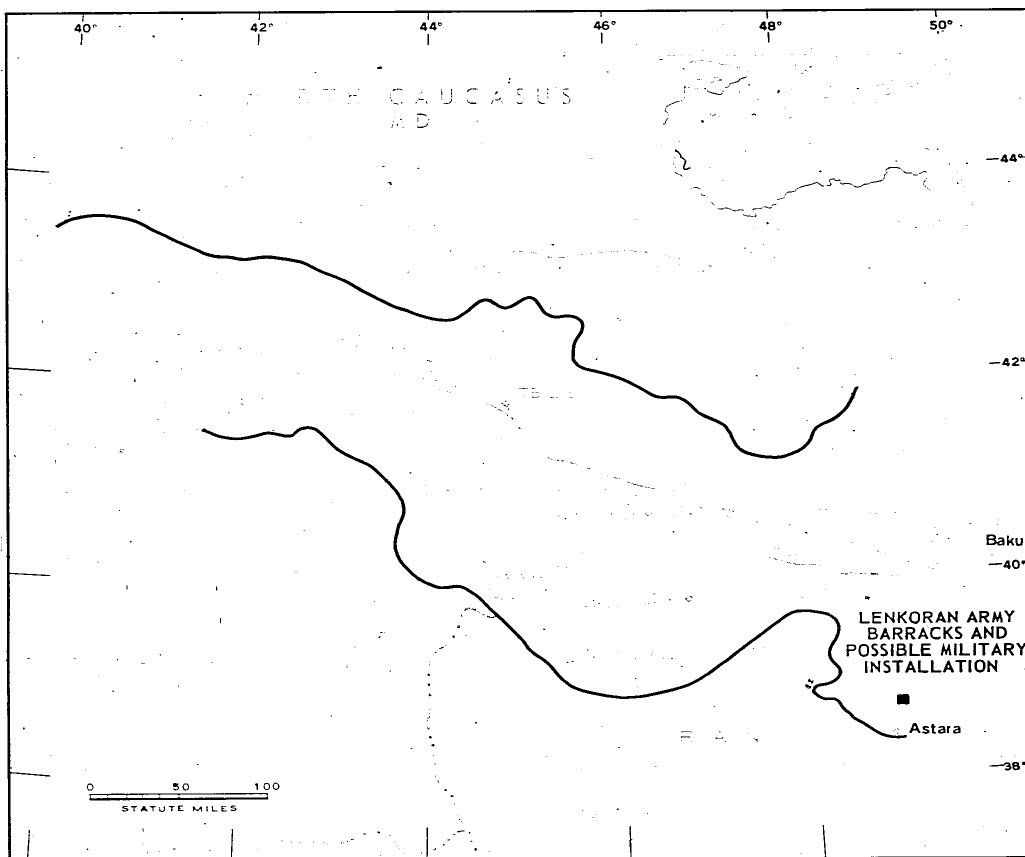 40° 42° 44° 46° 48° 50°
CAUCASUS
MD
44°
42°
Baku
40°
LENKORAN ARMY
BARRACKS AND
POSSIBLE MILITARY
INSTALLATION
Astara
38°
0 50 100
STATUTE MILES